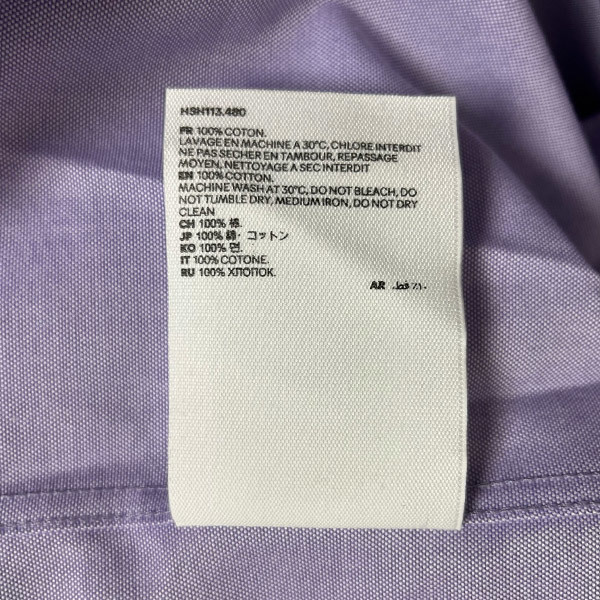 HSH113.480
FR 100% COTON.
LAVAGE EN MACHINE A 30°C, CHLORE INTERDIT
NE PAS SECHER EN TAMBOUR, REPASSAGE
MOYEN, NETTOYAGE A SEC INTERDIT
EN 100% COTTON.
MACHINE WASH AT 30°C, DO NOT BLEACH, DO
NOT TUMBLE DRY, MEDIUM IRON, DO NOT DRY
CLEAN
CH 100% 棉.
JP 100% 綿・コットン
KO 100% 면.
IT 100% COTONE.
RU 100% ХЛОПОК.
AR